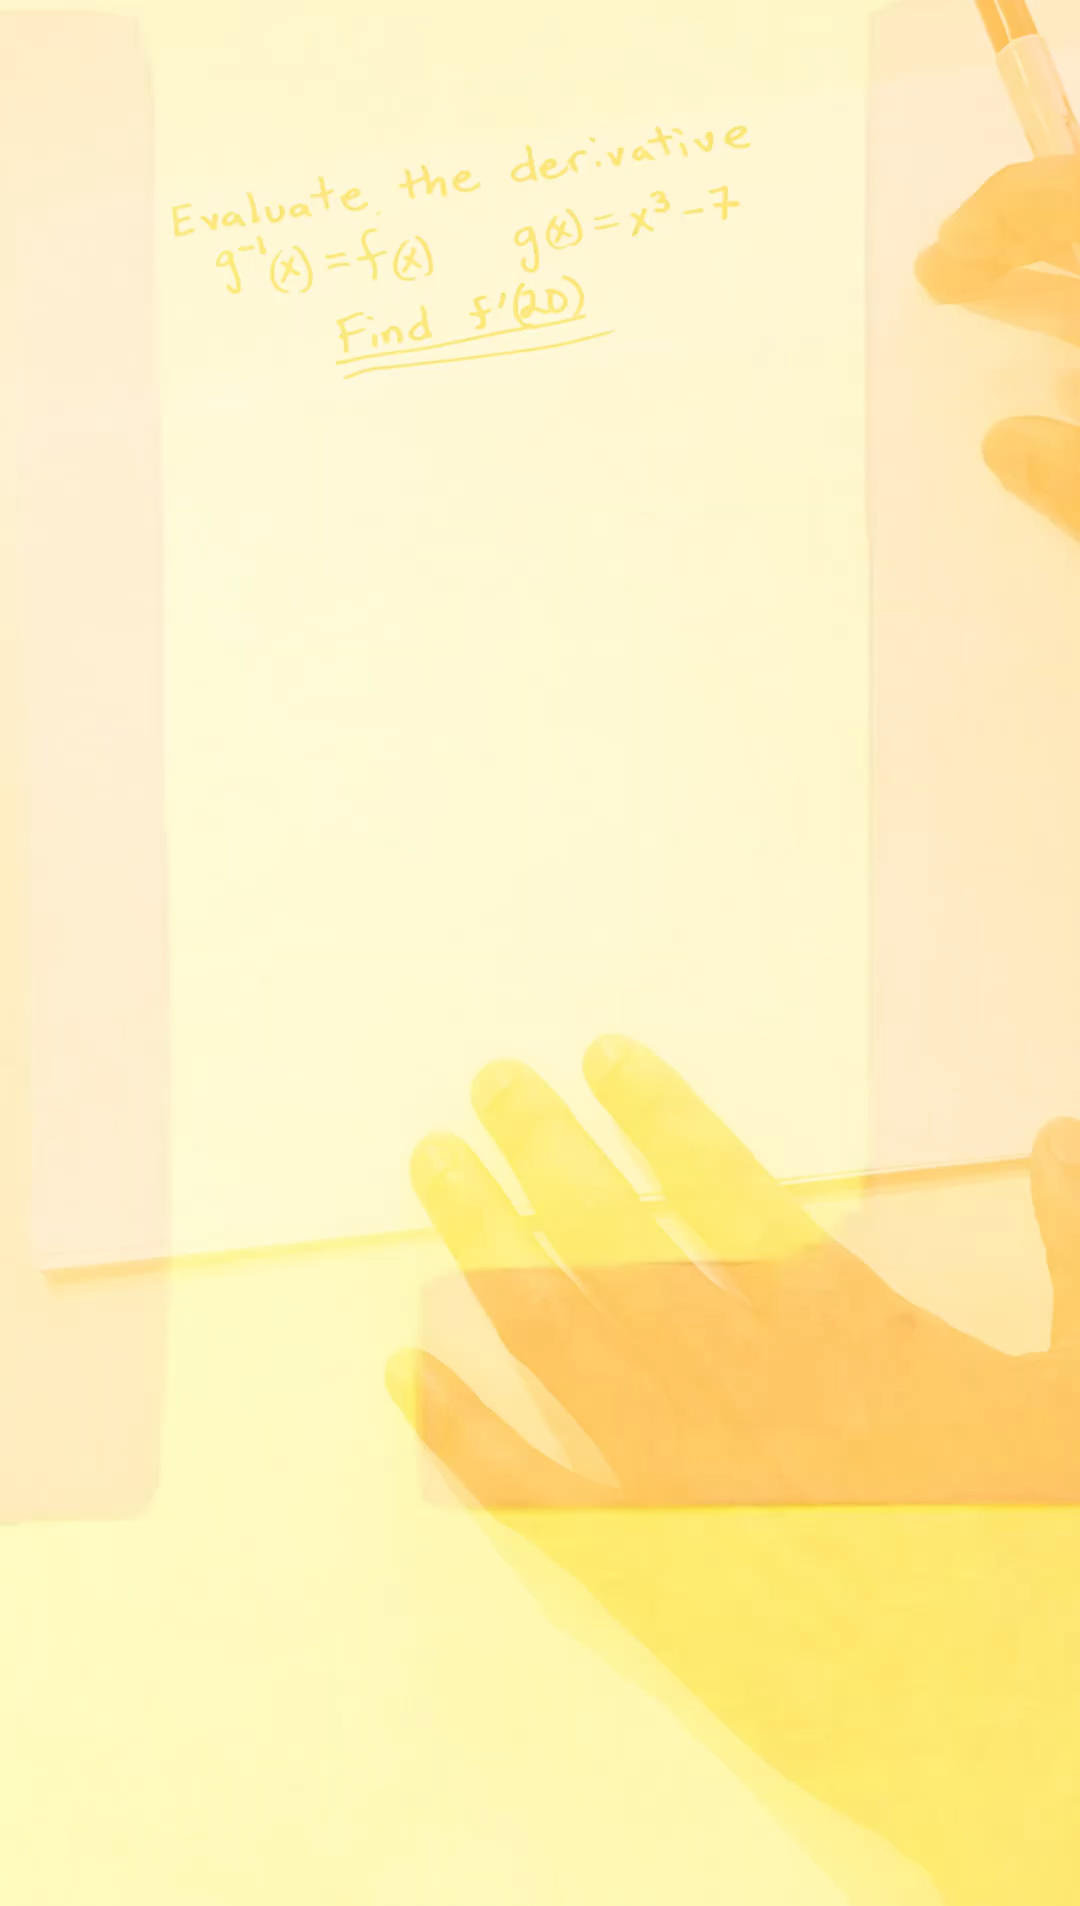 Evaluate the derivative
g⁻¹(x) = f(x) g(x) = x³ - 7
Find f'(20)